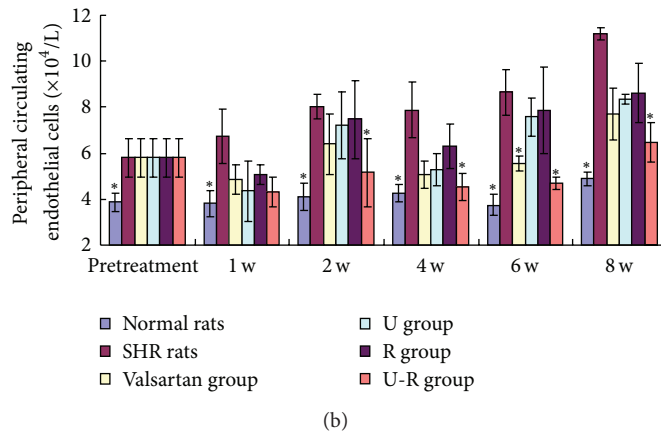 12
10
8
6
4
2
Peripheral circulating
endothelial cells (×10⁴/L)
* * * * * * * * * * * *
Pretreatment 1 w 2 w 4 w 6 w 8 w
Normal rats U group
SHR rats R group
Valsartan group U-R group
(b)